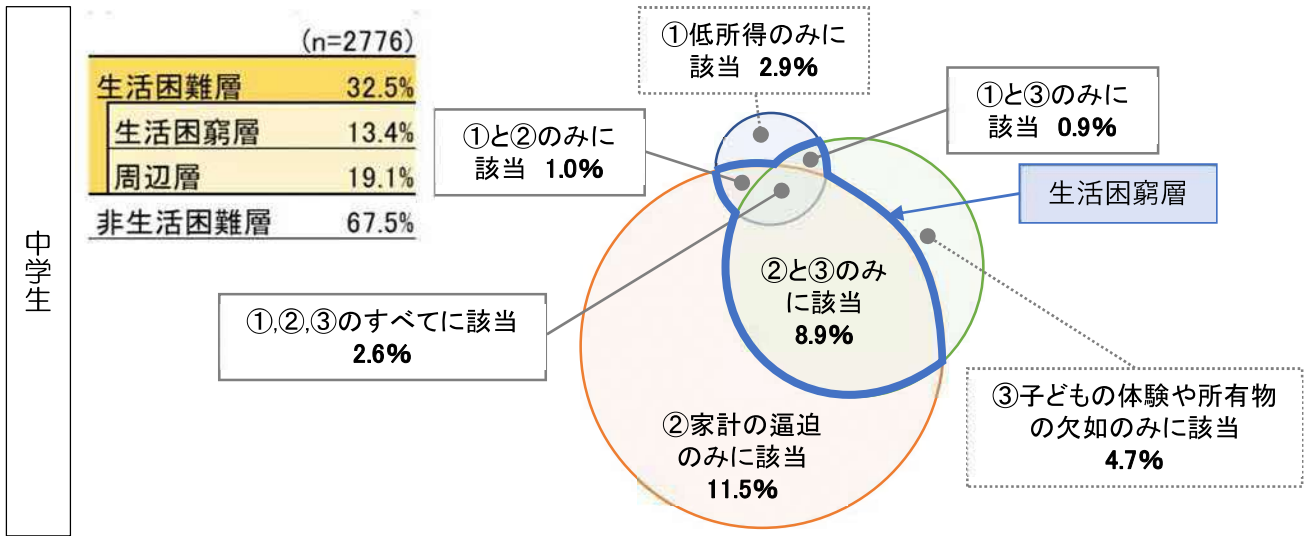 中学生
(n=2776)
生活困難層 32.5%
生活困窮層 13.4%
周辺層 19.1%
非生活困難層 67.5%
①低所得のみに
該当 2.9%
①と②のみに
該当 1.0%
①と③のみに
該当 0.9%
生活困窮層
①,②,③のすべてに該当
2.6%
②と③のみ
に該当
8.9%
②家計の逼迫
のみに該当
11.5%
③子どもの体験や所有物
の欠如のみに該当
4.7%